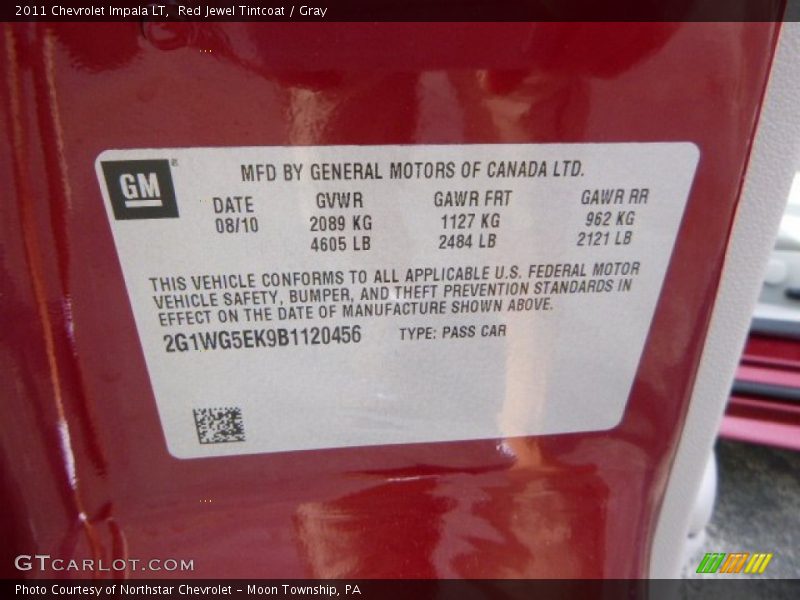 2011 Chevrolet Impala LT, Red Jewel Tintcoat / Gray
GM®
MFD BY GENERAL MOTORS OF CANADA LTD.
DATE GVWR GAWR FRT GAWR RR
08/10 2089 KG 1127 KG 962 KG
4605 LB 2484 LB 2121 LB
THIS VEHICLE CONFORMS TO ALL APPLICABLE U.S. FEDERAL MOTOR
VEHICLE SAFETY, BUMPER, AND THEFT PREVENTION STANDARDS IN
EFFECT ON THE DATE OF MANUFACTURE SHOWN ABOVE.
2G1WG5EK9B1120456 TYPE: PASS CAR
GTCARLOT.COM
Photo Courtesy of Northstar Chevrolet - Moon Township, PA